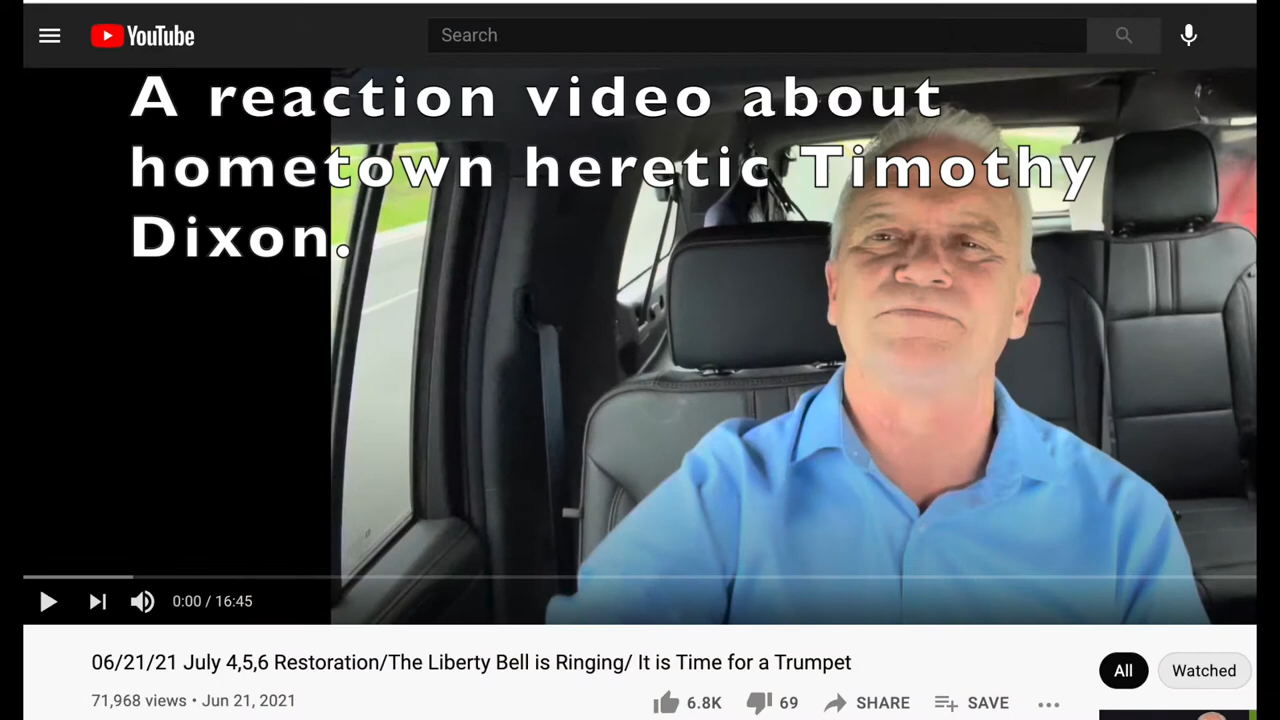 YouTube
Search
A reaction video about
hometown heretic Timothy
Dixon.
0:00 / 16:45
06/21/21 July 4,5,6 Restoration/The Liberty Bell is Ringing/ It is Time for a Trumpet
All
Watched
71,968 views • Jun 21, 2021
6.8K
69
SHARE
SAVE